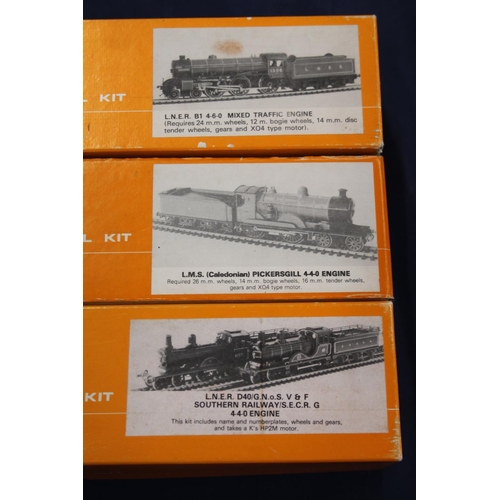 KIT
L.N.E.R. B1 4-6-0 MIXED TRAFFIC ENGINE
(Requires 24 m.m. wheels, 12 m. bogie wheels, 14 m.m. disc
tender wheels, gears and XO4 type motor).
KIT
L.M.S. (Caledonian) PICKERSGILL 4-4-0 ENGINE
Required 26 m.m. wheels, 14 m.m. bogie wheels, 16 m.m. tender wheels,
gears and XO4 type motor.
KIT
L.N.E.R. D40/G.N.o.S. V & F
SOUTHERN RAILWAY/S.E.C.R. G
4-4-0 ENGINE
This kit includes name and numberplates, wheels and gears,
and takes a K's HP2M motor.